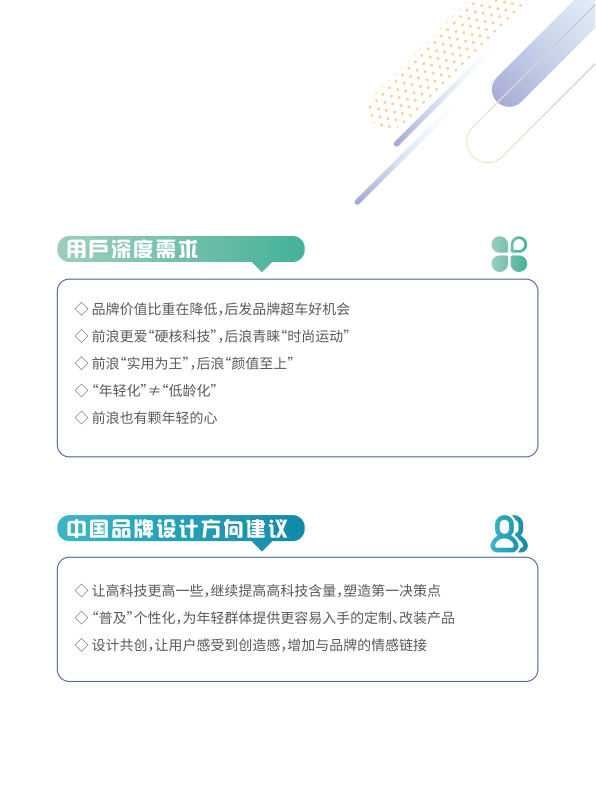 用戶深度需求
◇ 品牌价值比重在降低，后发品牌超车好机会
◇ 前浪更爱“硬核科技”，后浪青睐“时尚运动”
◇ 前浪“实用为王”，后浪“颜值至上”
◇ “年轻化”≠“低龄化”
◇ 前浪也有颗年轻的心
中国品牌设计方向建议
◇ 让高科技更高一些，继续提高高科技含量，塑造第一决策点
◇ “普及”个性化，为年轻群体提供更容易入手的定制、改装产品
◇ 设计共创，让用户感受到创造感，增加与品牌的情感链接